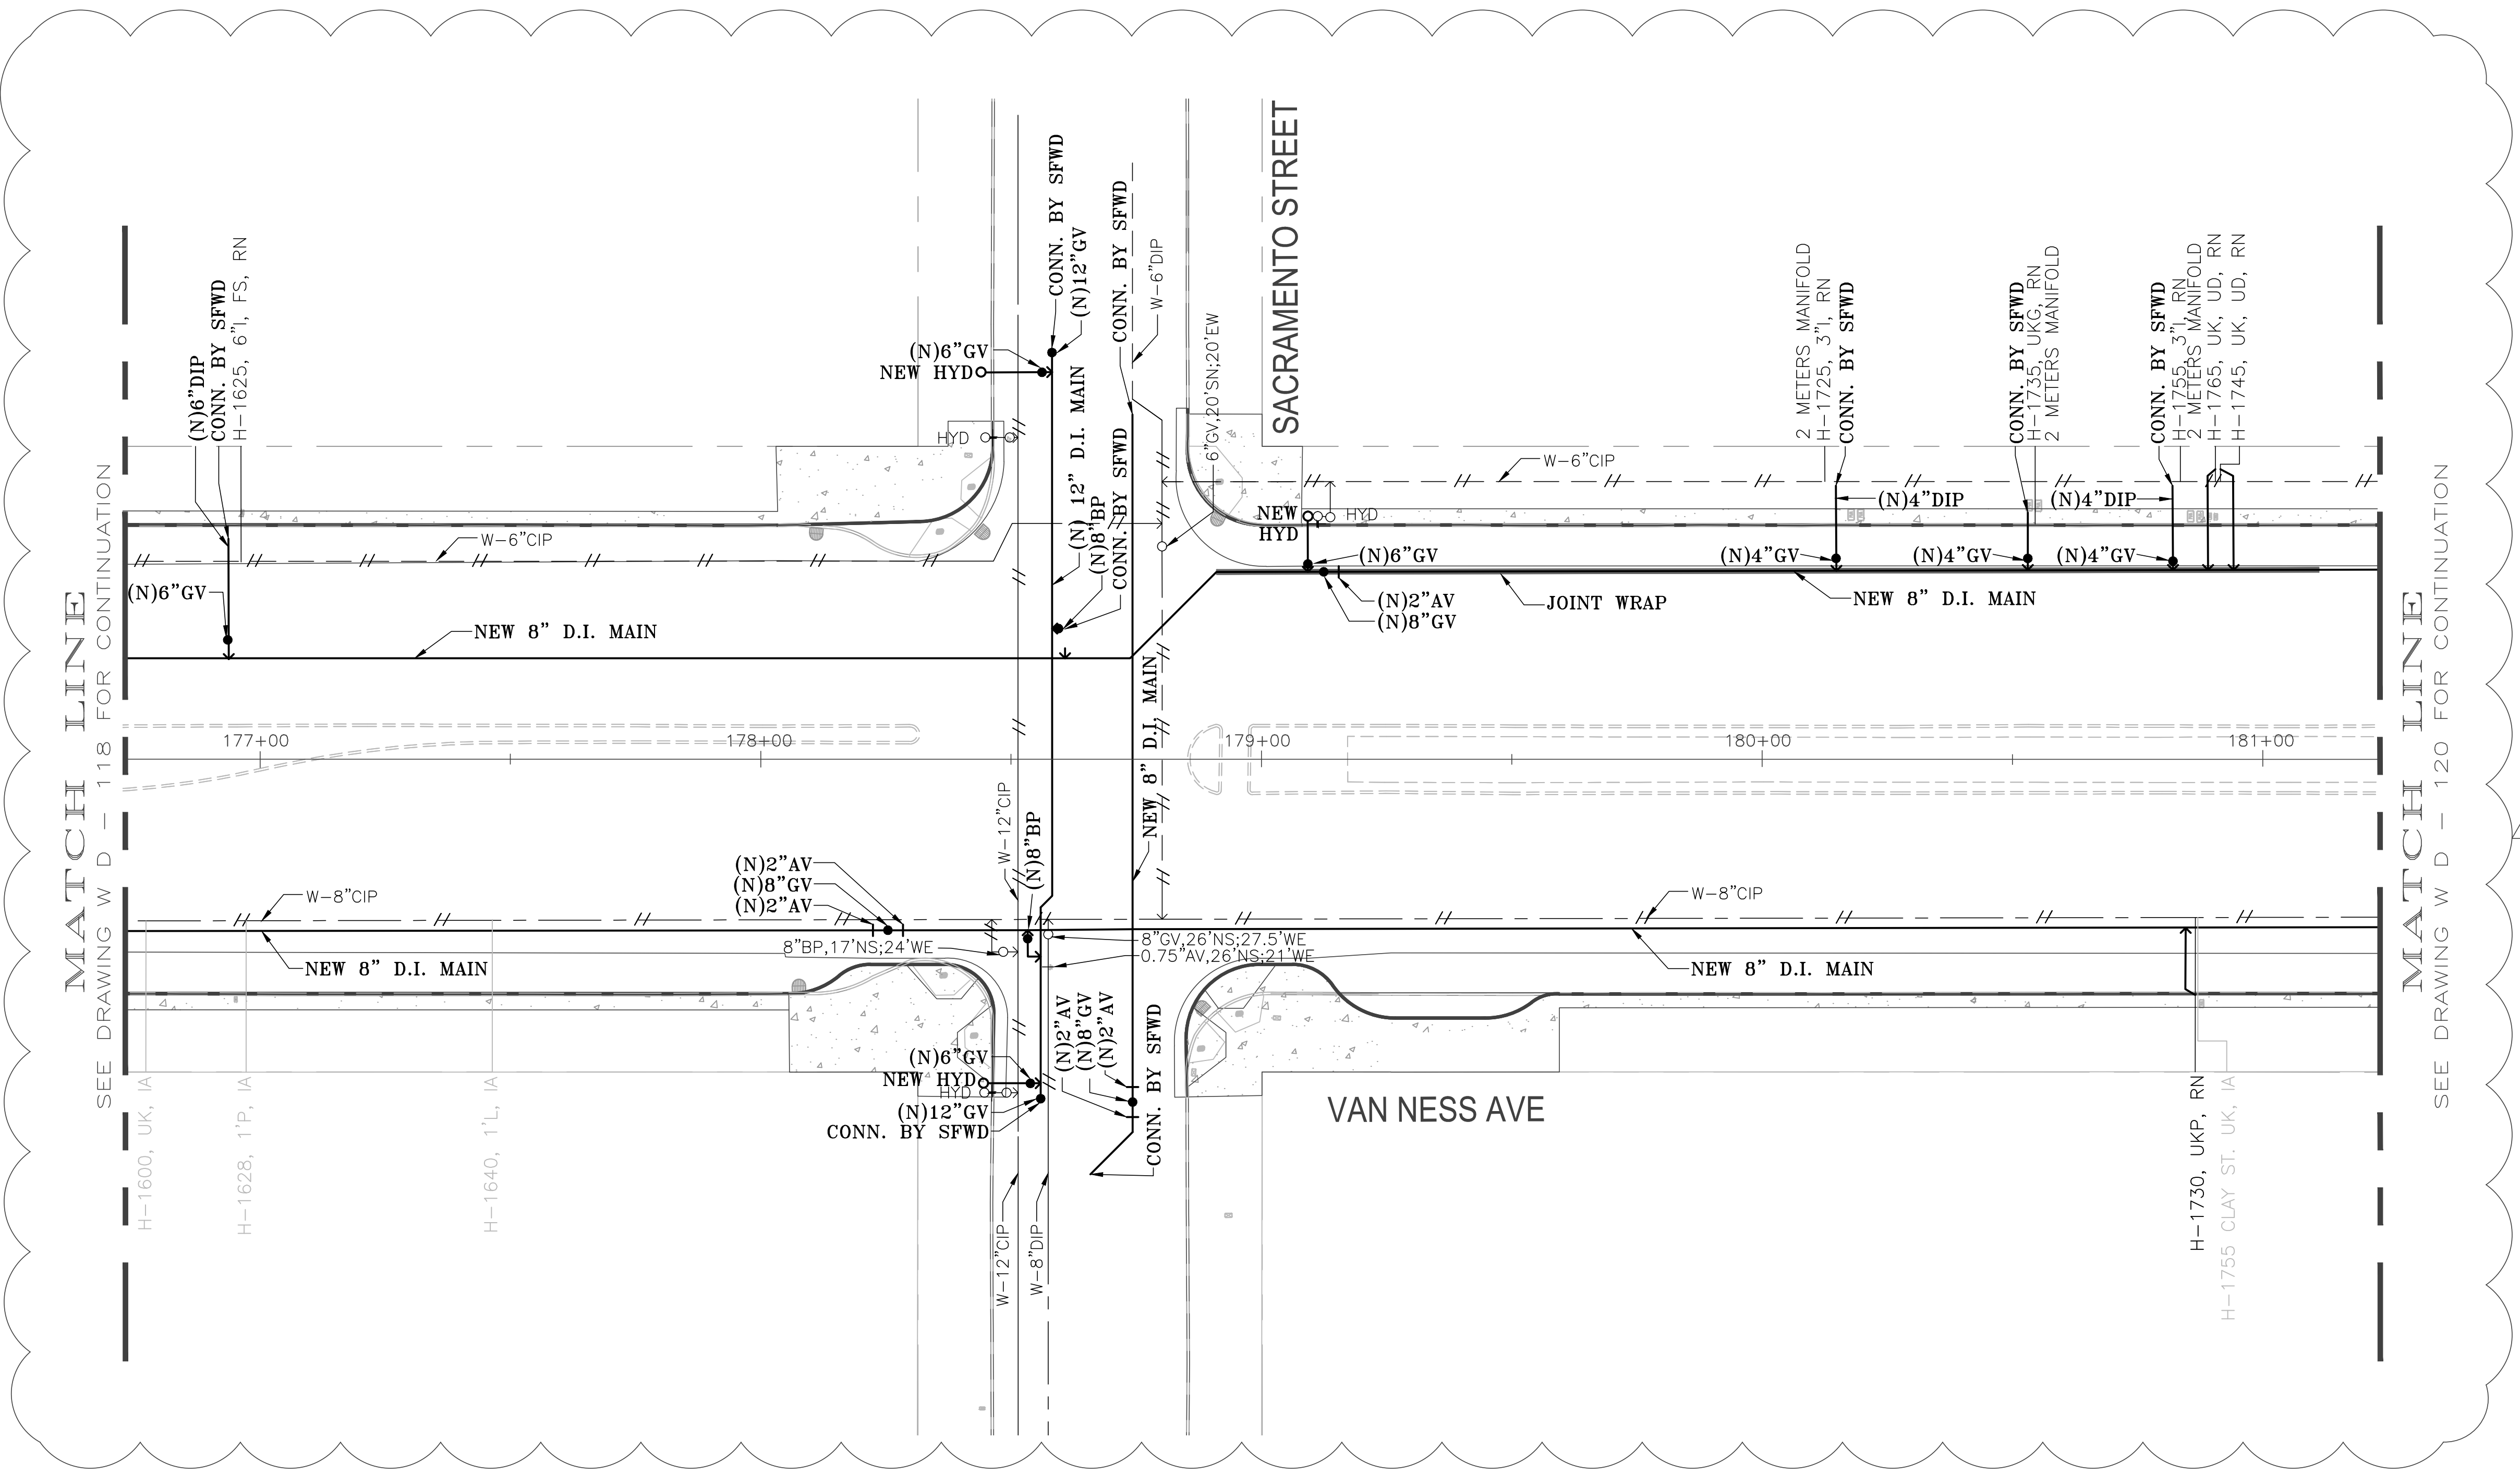 MATCH LINE
SEE DRAWING W D - 118 FOR CONTINUATION
(N)6"DIP
CONN. BY SFWD
H-1625, 6"I, FS, RN
(N)6"GV
W-6"CIP
NEW 8" D.I. MAIN
(N)6"GV
NEW HYD
HYD
CONN. BY SFWD
(N)12"GV
(N) 12" D.I. MAIN
(N)8"BP
CONN. BY SFWD
CONN. BY SFWD
W-6"DIP
6"GV,20'SN;20'EW
SACRAMENTO STREET
W-6"CIP
NEW
HYD
HYD
(N)6"GV
(N)2"AV
(N)8"GV
JOINT WRAP
NEW 8" D.I. MAIN
2 METERS MANIFOLD
H-1725, 3"I, RN
CONN. BY SFWD
(N)4"DIP
(N)4"GV
CONN. BY SFWD
H-1735, UKG, RN
2 METERS MANIFOLD
(N)4"GV
(N)4"DIP
CONN. BY SFWD
H-1755, 3"I, RN
2 METERS MANIFOLD
H-1765, UK, UD, RN
H-1745, UK, UD, RN
(N)4"GV
177+00
178+00
179+00
180+00
181+00
NEW 8" D.I. MAIN
W-12"CIP
(N)8"BP
(N)2"AV
(N)8"GV
(N)2"AV
W-8"CIP
NEW 8" D.I. MAIN
8"BP,17'NS;24'WE
8"GV,26'NS;27.5'WE
0.75"AV,26'NS;21'WE
W-8"CIP
NEW 8" D.I. MAIN
(N)6"GV
NEW HYD
HYD
(N)12"GV
CONN. BY SFWD
(N)2"AV
(N)8"GV
(N)2"AV
CONN. BY SFWD
VAN NESS AVE
H-1600, UK, IA
H-1628, 1'P, IA
H-1640, 1'L, IA
W-12"CIP
W-8"DIP
H-1730, UKP, RN
H-1755 CLAY ST. UK, IA
MATCH LINE
SEE DRAWING W D - 120 FOR CONTINUATION